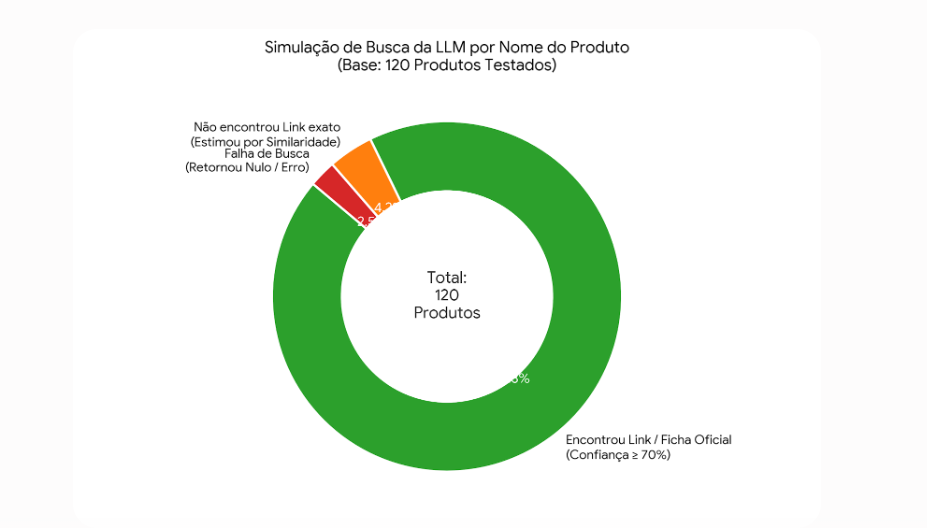 Simulação de Busca da LLM por Nome do Produto
(Base: 120 Produtos Testados)
Não encontrou Link exato
(Estimou por Similaridade)
Falha de Busca
(Retornou Nulo / Erro)
Total:
120
Produtos
Encontrou Link / Ficha Oficial
(Confiança ≥ 70%)